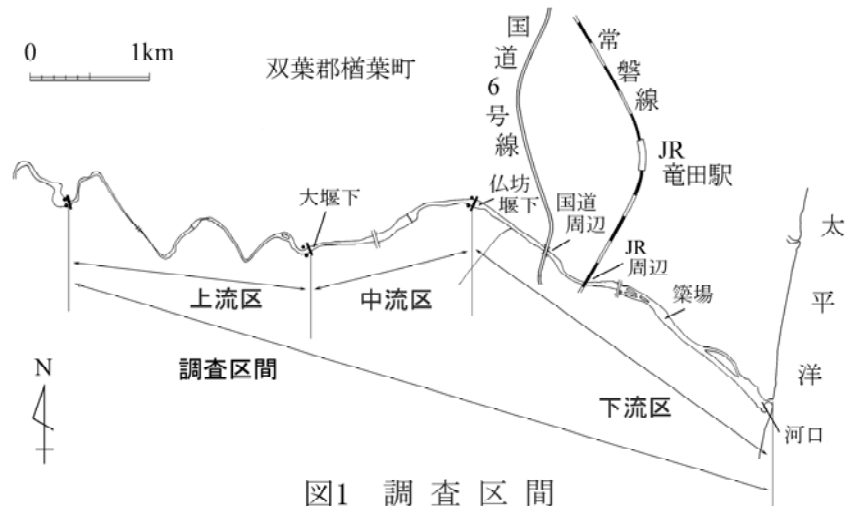 0 1km
双葉郡楢葉町
国道6号線
常磐線
JR
竜田駅
大堰下
仏坊
堰下
国道
周辺
JR
周辺
簗場
太平洋
上流区
中流区
調査区間
下流区
河口
N
図1 調査区間